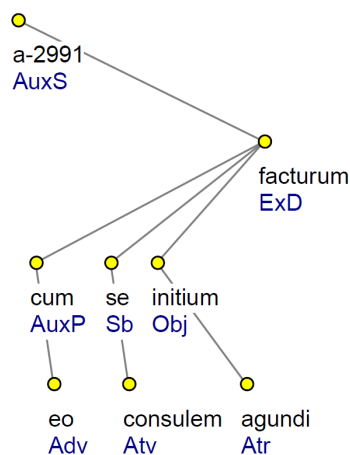 a-2991
AuxS
facturum
ExD
cum se initium
AuxP Sb Obj
eo consulem agundi
Adv Atv Atr